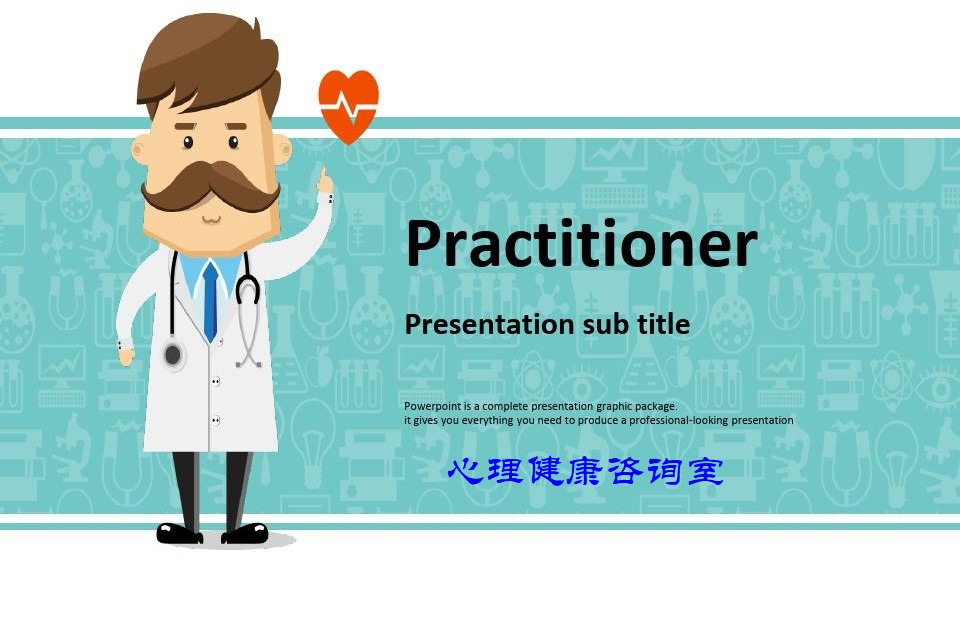 Practitioner
Presentation sub title
Powerpoint is a complete presentation graphic package.
it gives you everything you need to produce a professional-looking presentation
心理健康咨询室